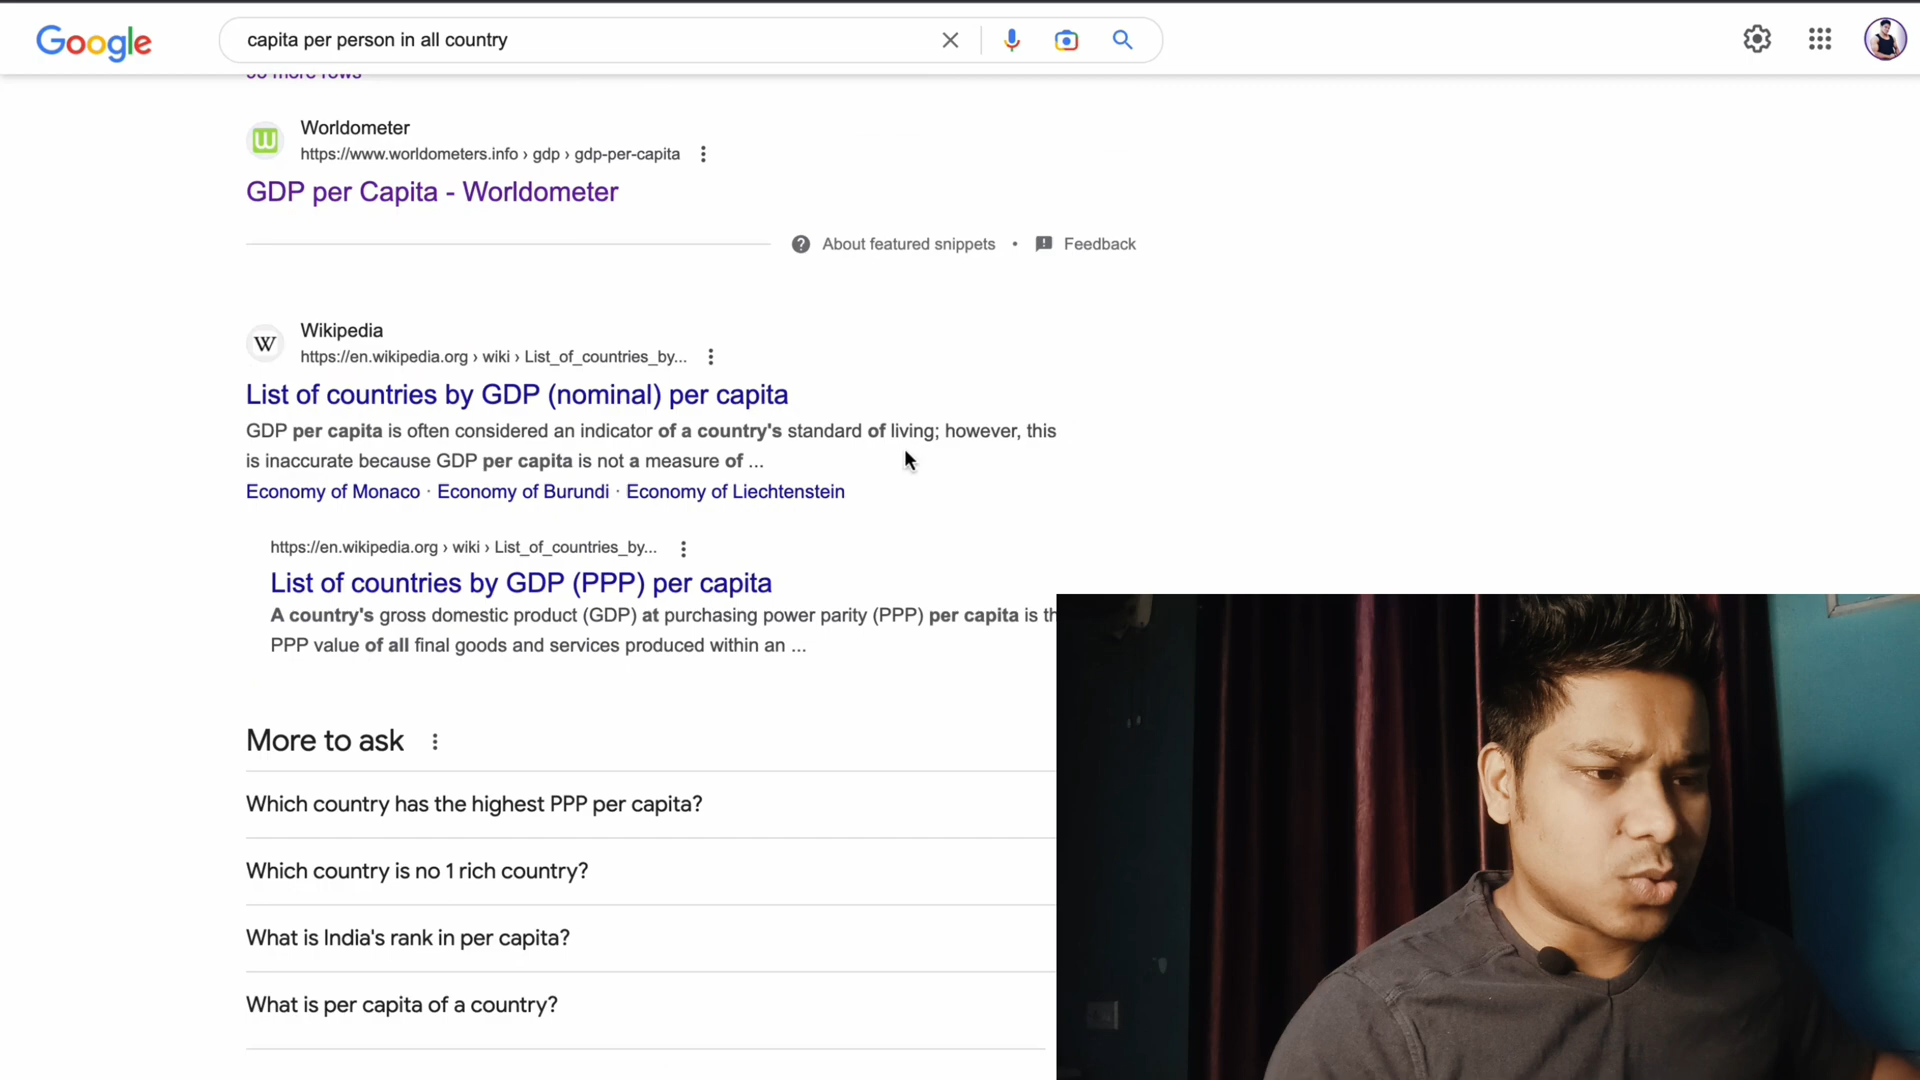 Google
capita per person in all country
Worldometer
https://www.worldometers.info › gdp › gdp-per-capita
GDP per Capita - Worldometer
About featured snippets • Feedback
W
Wikipedia
https://en.wikipedia.org › wiki › List_of_countries_by...
List of countries by GDP (nominal) per capita
GDP per capita is often considered an indicator of a country's standard of living; however, this
is inaccurate because GDP per capita is not a measure of ...
Economy of Monaco · Economy of Burundi · Economy of Liechtenstein
https://en.wikipedia.org › wiki › List_of_countries_by...
List of countries by GDP (PPP) per capita
A country's gross domestic product (GDP) at purchasing power parity (PPP) per capita is
PPP value of all final goods and services produced within an ...
More to ask
Which country has the highest PPP per capita?
Which country is no 1 rich country?
What is India's rank in per capita?
What is per capita of a country?